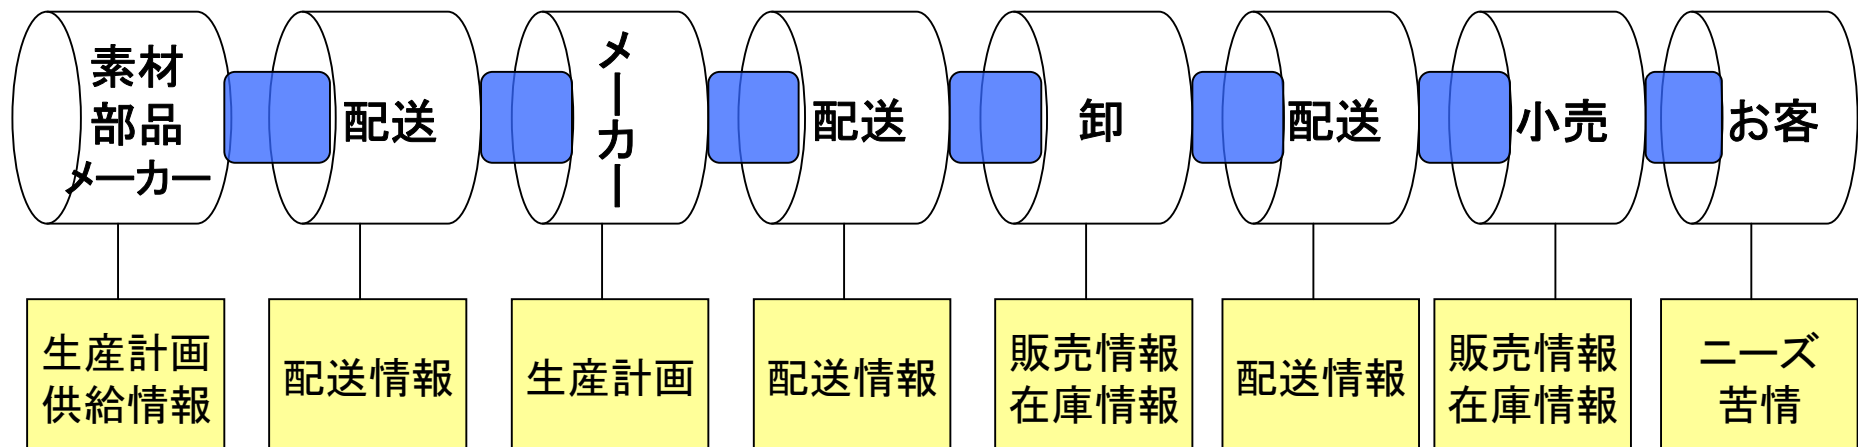 素材
部品
メーカー
配送
メーカー
配送
卸
配送
小売
お客
生産計画
供給情報
配送情報
生産計画
配送情報
販売情報
在庫情報
配送情報
販売情報
在庫情報
ニーズ
苦情